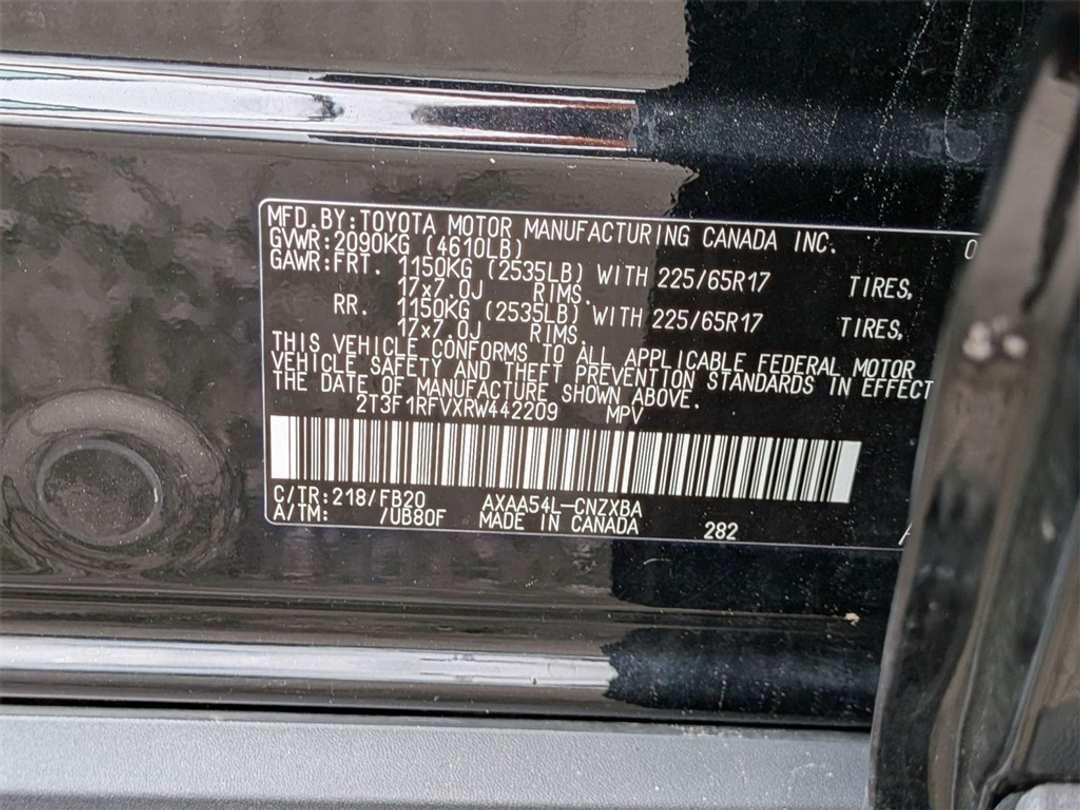 MFD. BY:TOYOTA MOTOR MANUFACTURING CANADA INC. 0
GVWR:2090KG (4610LB)
GAWR:FRT. 1150KG (2535LB) WITH 225/65R17 TIRES,
17x7.0J RIMS.
RR. 1150KG (2535LB) WITH 225/65R17 TIRES,
17x7.0J RIMS.
THIS VEHICLE CONFORMS TO ALL APPLICABLE FEDERAL MOTOR
VEHICLE SAFETY AND THEFT PREVENTION STANDARDS IN EFFECT
THE DATE OF MANUFACTURE SHOWN ABOVE.
2T3F1RFVXRW442209 MPV
C/TR:218/FB20 AXAA54L-CNZXBA
A/TM: /UB80F MADE IN CANADA 282